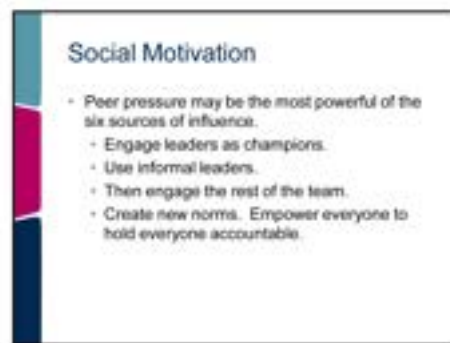 Social Motivation
• Peer pressure may be the most powerful of the
six sources of influence.
• Engage leaders as champions.
• Use informal leaders.
• Then engage the rest of the team.
• Create new norms. Empower everyone to
hold everyone accountable.